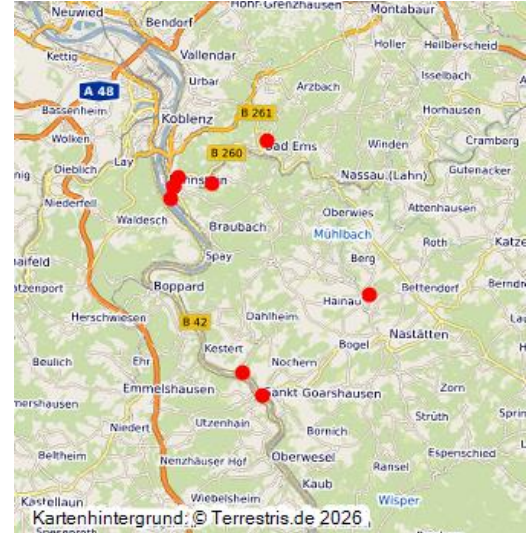 Neuwied
Bendorf
Höhr-Grenzhausen
Montabaur
Kettig
Vallendar
Holler
Heilberscheid
Urbar
Isselbach
A 48
Arzbach
Bassenheim
Koblenz
B 261
Horhausen
Wolken
Bad Ems
Winden
Cramberg
Dieblich
Lay
B 260
Gutenacker
Nassau (Lahn)
Niederfell
Oberwies
Attenhausen
Waldesch
Braubach
Mühlbach
Roth
Spay
Berg
Boppard
Hainau
Bettendorf
Herschwiesen
B 42
Dahlheim
Nastätten
Bogel
Kestert
Beulich
Ehr
Nochern
Emmelshausen
Sankt Goarshausen
Zorn
Utzenhain
Strüth
Niedert
Bornich
Beltheim
Nenzhäuser Hof
Oberwesel
Espenschied
Ransel
Kaub
Kastellaun
Wiebelsheim
Wisper
Kartenhintergrund: © Terrestris.de 2026